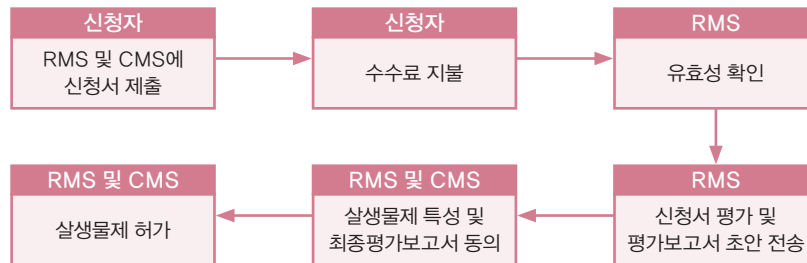 신청자
RMS 및 CMS에
신청서 제출
신청자
수수료 지불
RMS
유효성 확인
RMS
신청서 평가 및
평가보고서 초안 전송
RMS 및 CMS
살생물제 특성 및
최종평가보고서 동의
RMS 및 CMS
살생물제 허가